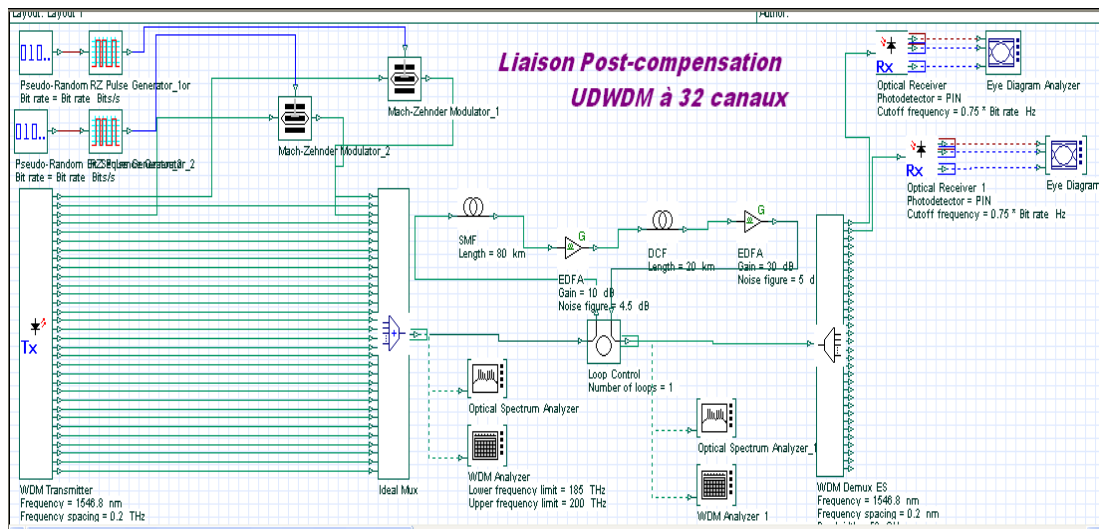 Layout: Layout 1
Author:
Liaison Post-compensation
UDWDM à 32 canaux
010..
Pseudo-Random RZ Pulse Generator_1or
Bit rate = Bit rate Bits/s
Mach-Zehnder Modulator_1
010..
Pseudo-Random
_2
Bit rate = Bit rate Bits/s
Mach-Zehnder Modulator_2
Rx
Optical Receiver
Photodetector = PIN
Cutoff frequency = 0.75 * Bit rate Hz
Eye Diagram Analyzer
Rx
Optical Receiver 1
Photodetector = PIN
Cutoff frequency = 0.75 * Bit rate Hz
Eye Diagram
SMF
Length = 80 km
G
EDFA
Gain = 10 dB
Noise figure = 4.5 dB
DCF
Length = 20 km
G
EDFA
Gain = 30 dB
Noise figure = 5 d
Tx
WDM Transmitter
Frequency = 1546.8 nm
Frequency spacing = 0.2 THz
Ideal Mux
Loop Control
Number of loops = 1
Optical Spectrum Analyzer
WDM Analyzer
Lower frequency limit = 185 THz
Upper frequency limit = 200 THz
Optical Spectrum Analyzer_1
WDM Analyzer 1
WDM Demux ES
Frequency = 1546.8 nm
Frequency spacing = 0.2 THz